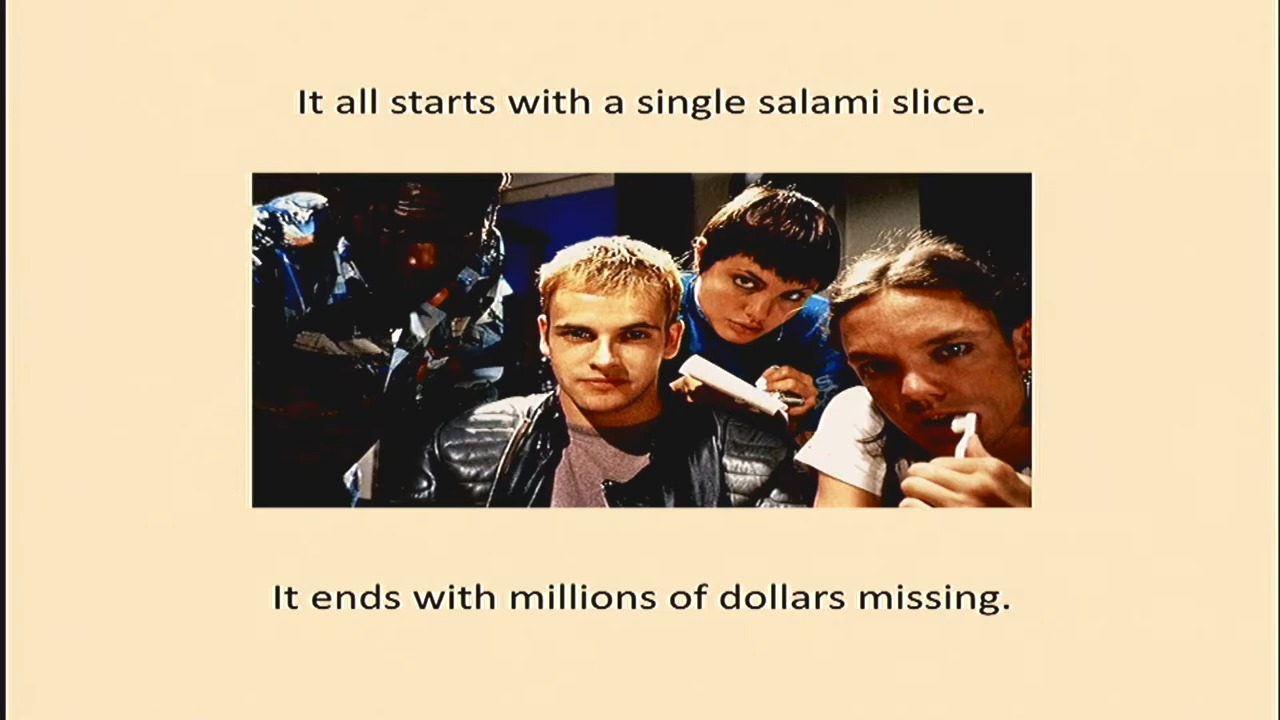 It all starts with a single salami slice.
It ends with millions of dollars missing.